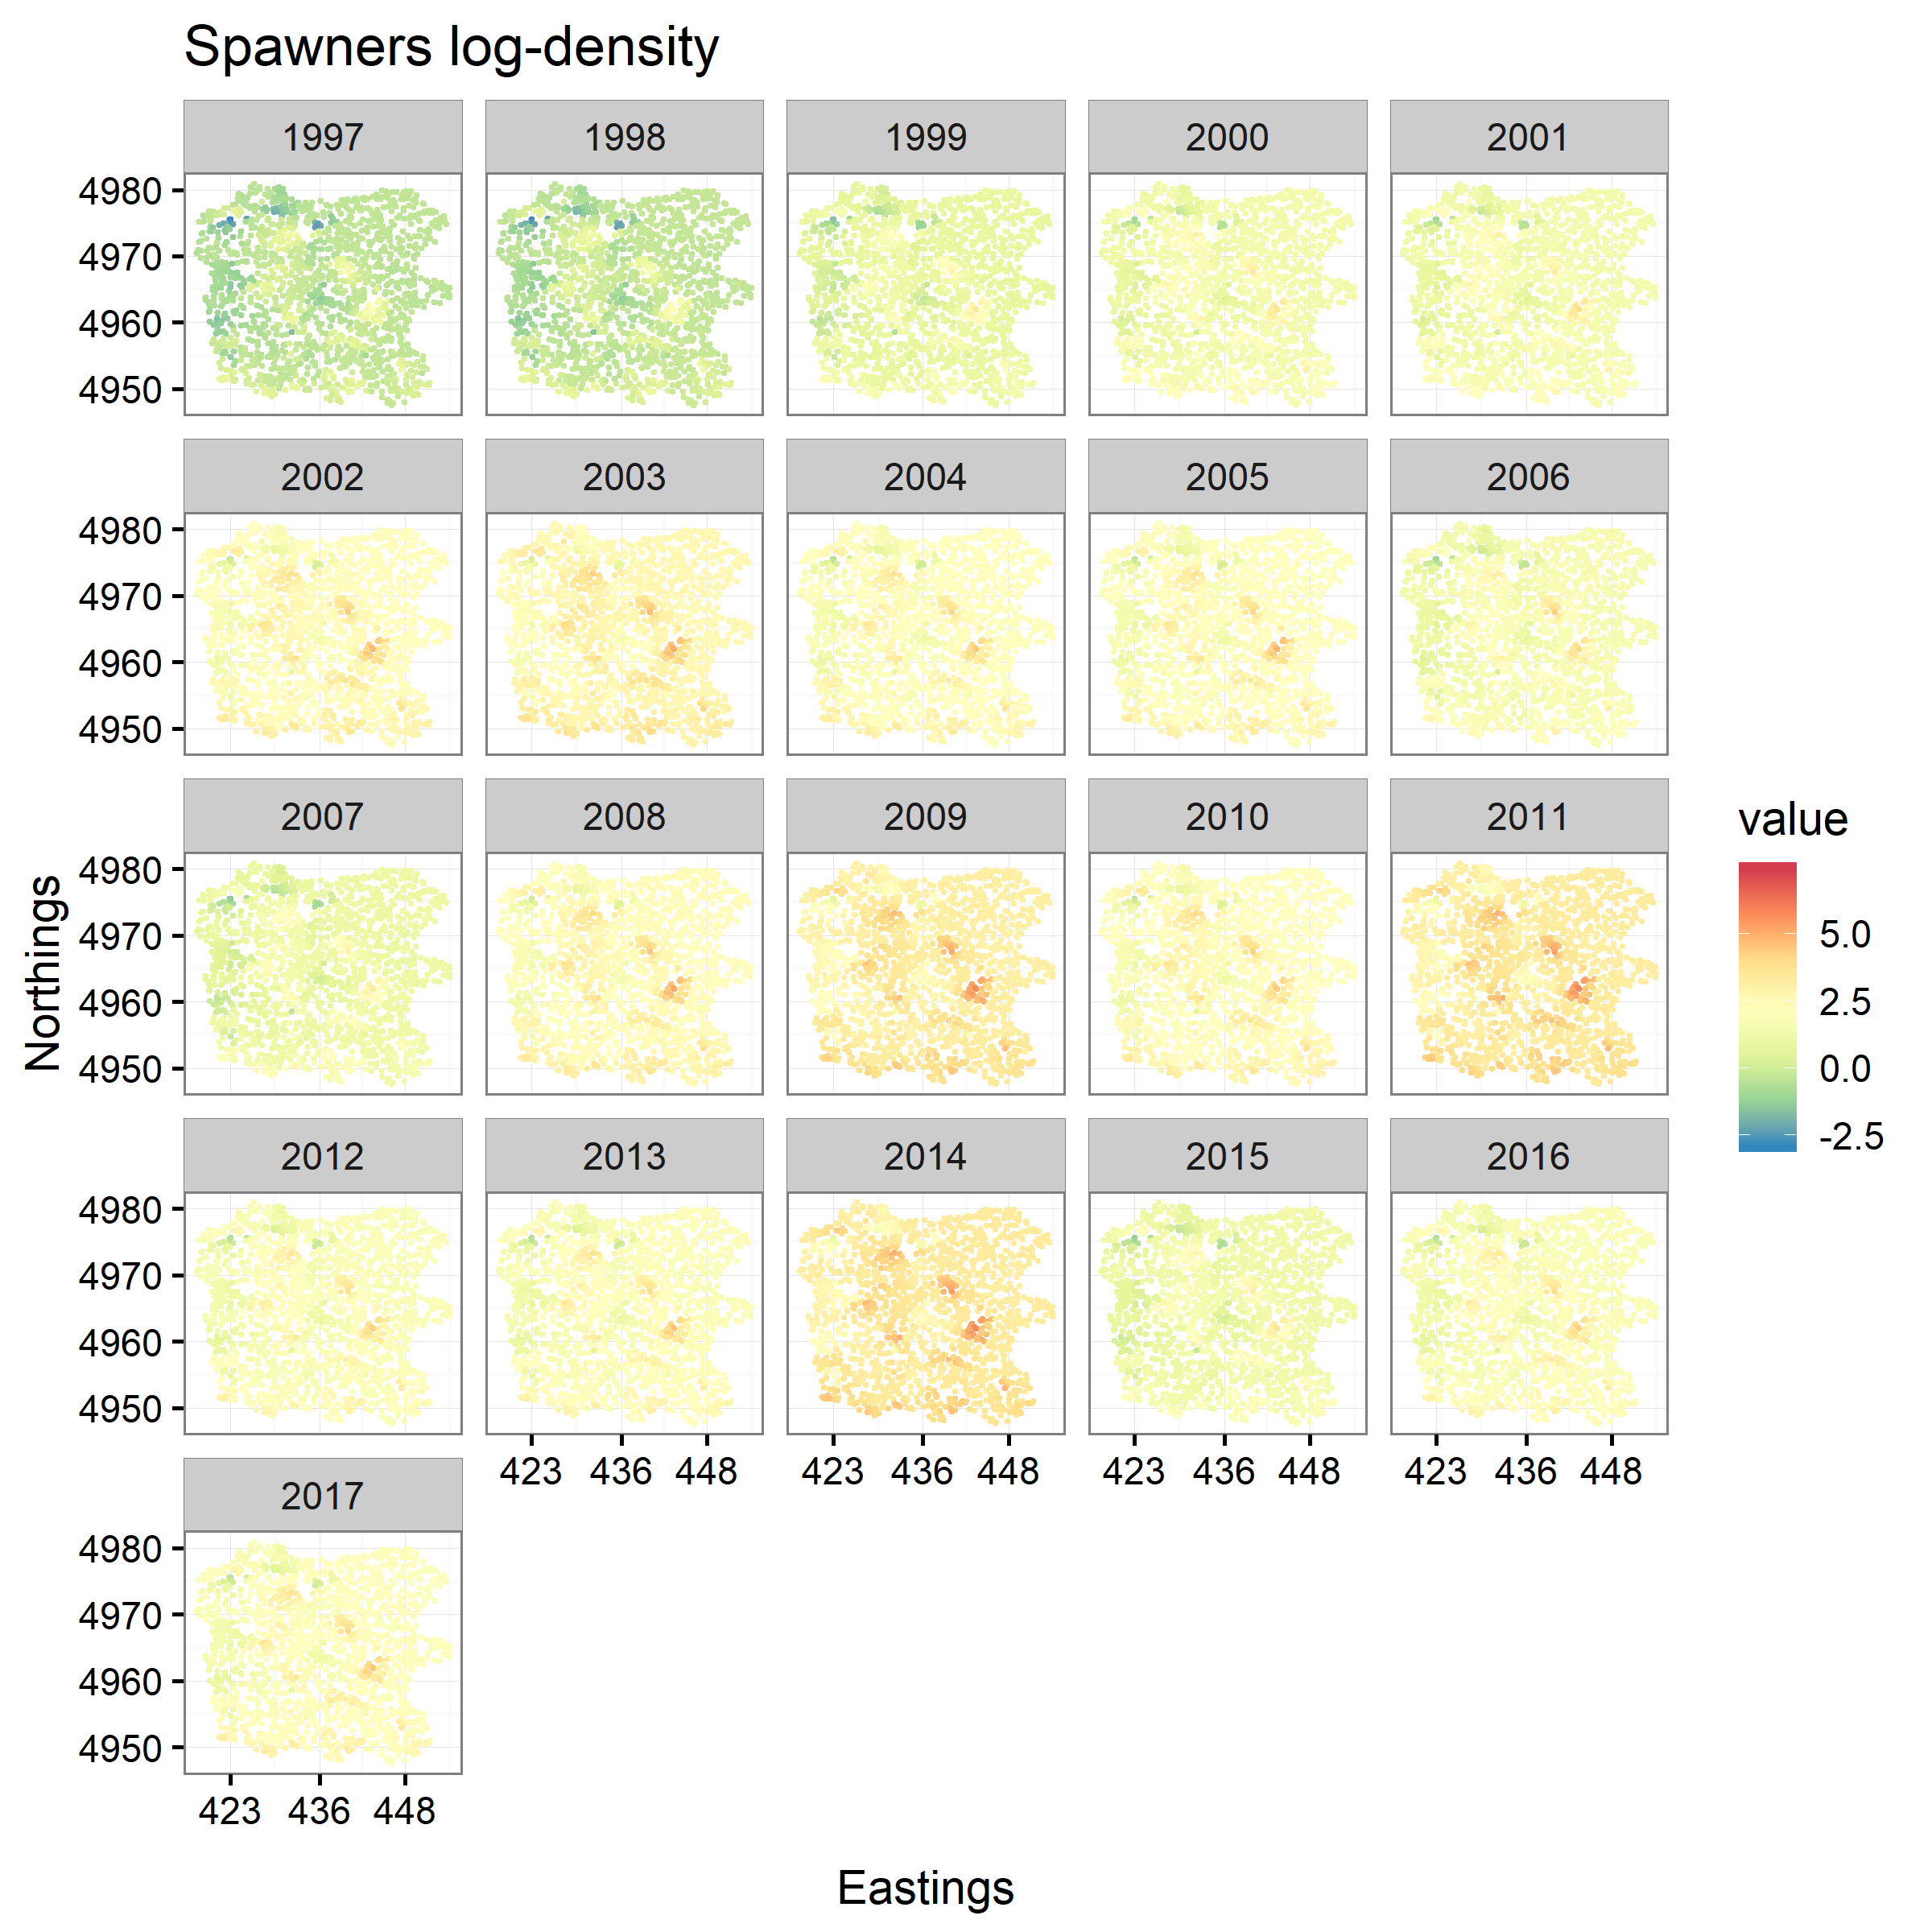 Spawners log-density
1997 1998 1999 2000 2001
4980
4970
4960
4950
2002 2003 2004 2005 2006
4980
4970
4960
4950
2007 2008 2009 2010 2011
4980
4970
4960
4950
2012 2013 2014 2015 2016
4980
4970
4960
4950
423 436 448 423 436 448 423 436 448 423 436 448
2017
4980
4970
4960
4950
423 436 448
Eastings
Northings
value
5.0
2.5
0.0
-2.5